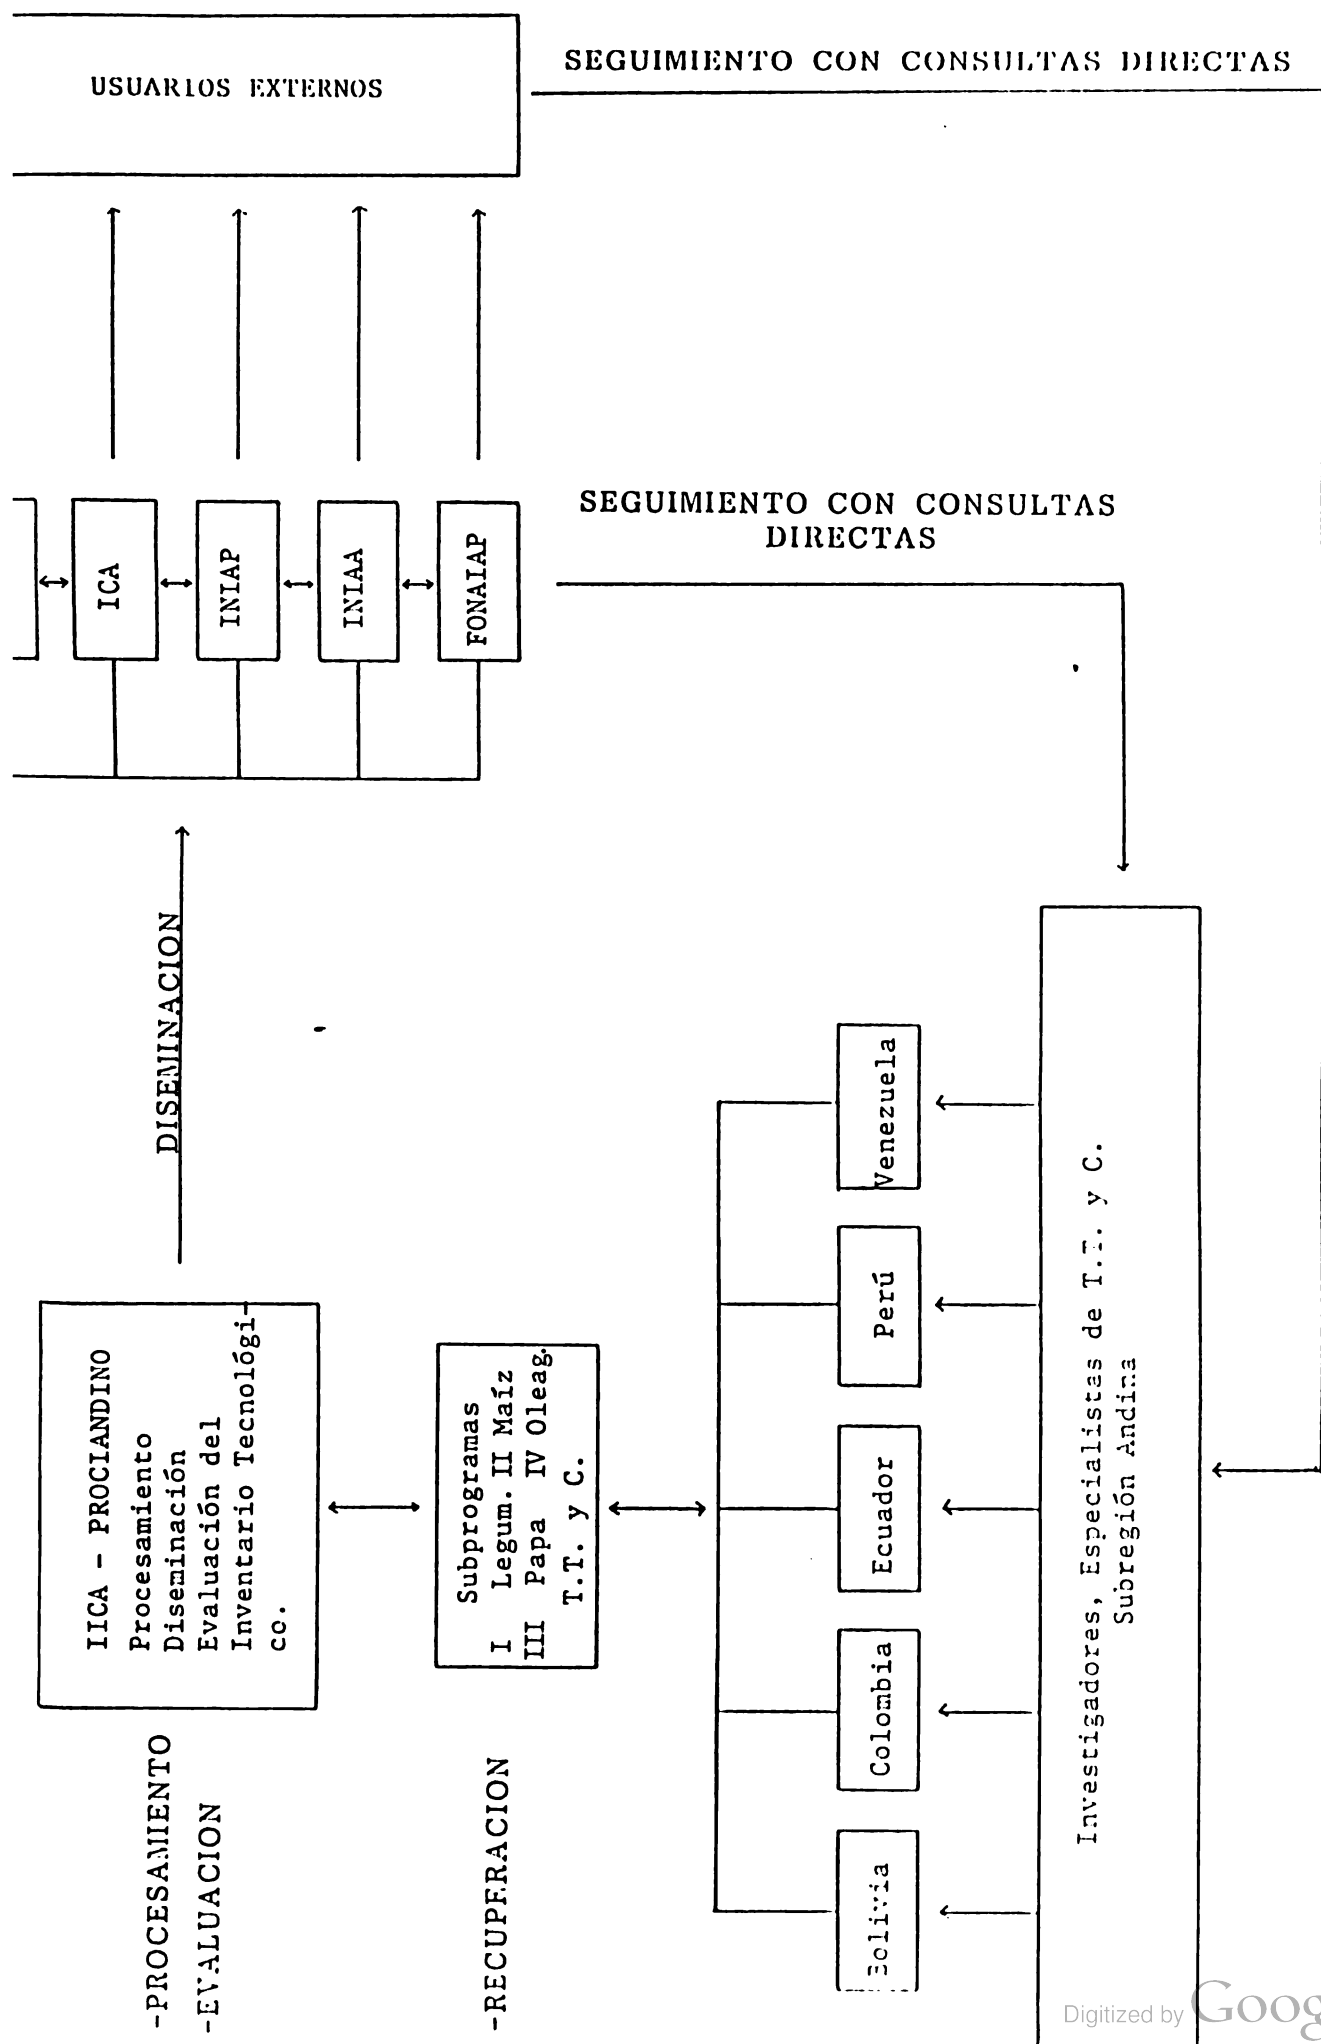 USUARIOS EXTERNOS
SEGUIMIENTO CON CONSULTAS DIRECTAS
ICA
INIAP
INIAA
FONAIAP
SEGUIMIENTO CON CONSULTAS
DIRECTAS
DISEMINACION
IICA - PROCIANDINO
Procesamiento
Diseminación
Evaluación del
Inventario Tecnológi-
co.
Subprogramas
I Legum. II Maíz
III Papa IV Oleag.
T.T. y C.
Venezuela
Perú
Ecuador
Colombia
Bolivia
Investigadores, Especialistas de T.T. y C.
Subregión Andina
-PROCESAMIENTO
-EVALUACION
-RECUPERACION
Digitized by Goog